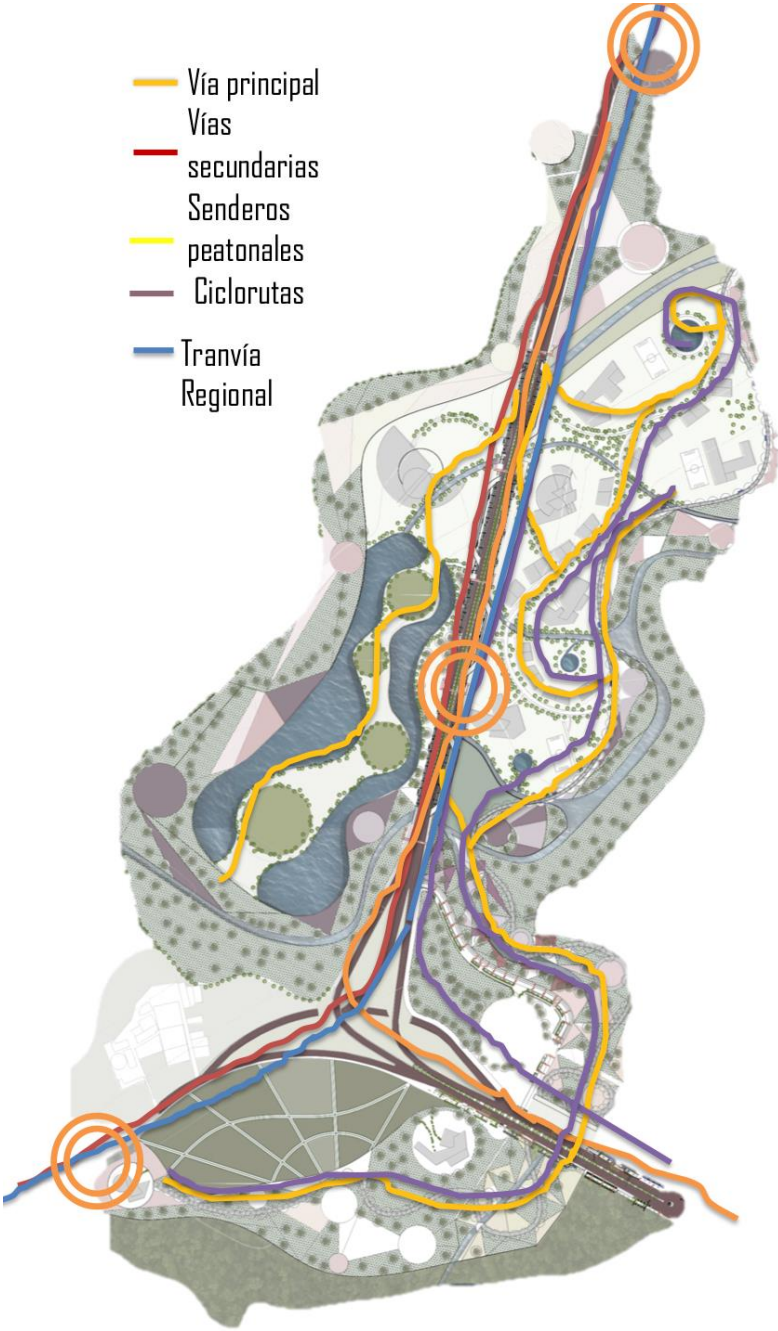 Vía principal
Vías
secundarias
Senderos
peatonales
Ciclorutas
Tranvía
Regional